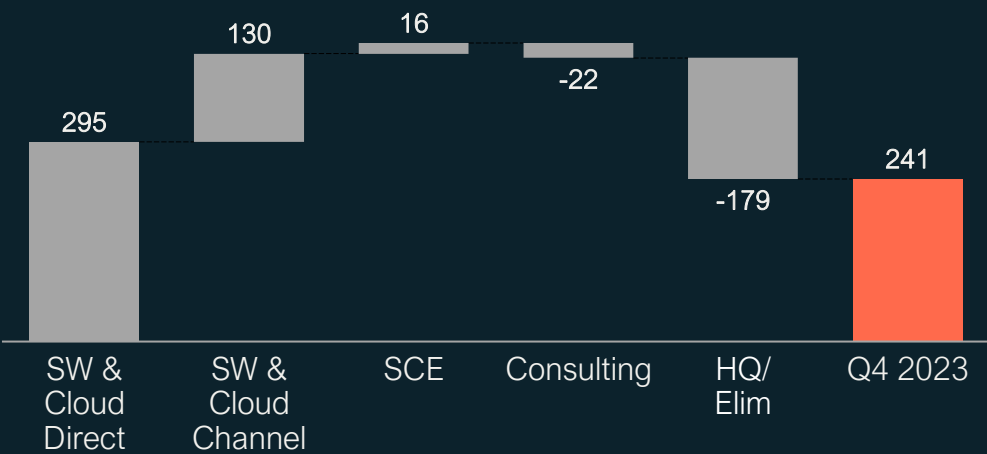 295
130
16
-22
-179
241
SW &
Cloud
Direct
SW &
Cloud
Channel
SCE
Consulting
HQ/
Elim
Q4 2023